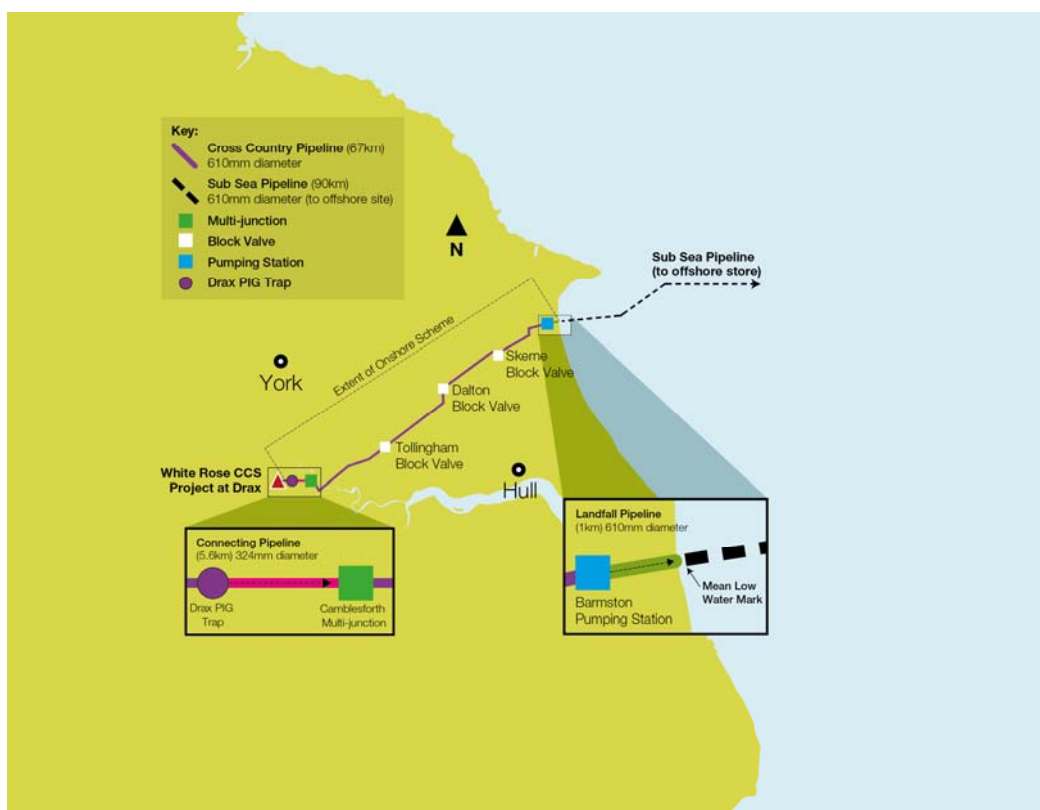 Key:
Cross Country Pipeline (67km)
610mm diameter
Sub Sea Pipeline (90km)
610mm diameter (to offshore site)
Multi-junction
Block Valve
Pumping Station
Drax PIG Trap
N
Sub Sea Pipeline
(to offshore store)
Extent of Onshore Scheme
York
Skerne
Block Valve
Dalton
Block Valve
Tollingham
Block Valve
White Rose CCS
Project at Drax
Hull
Connecting Pipeline
(5.6km) 324mm diameter
Drax PIG
Trap
Camblesforth
Multi-junction
Landfall Pipeline
(1km) 610mm diameter
Mean Low
Water Mark
Barmston
Pumping Station